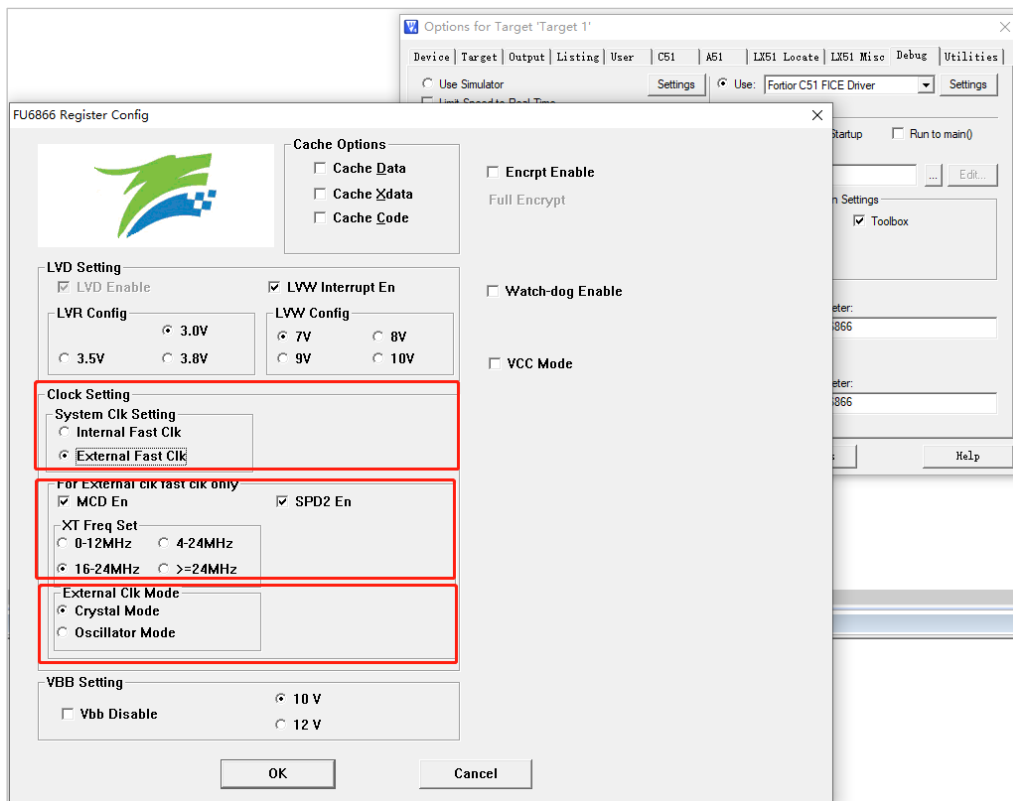 Options for Target 'Target 1'
Device Target Output Listing User C51 A51 LX51 Locate LX51 Misc Debug Utilities
Use Simulator Settings Use: Fortior C51 FICE Driver Settings
Limit Speed to Real-Time
FU6866 Register Config
Startup Run to main()
... Edit...
n Settings
Toolbox
eter:
6866
eter:
6866
Help
Cache Options
Cache Data
Cache Xdata
Cache Code
Encrpt Enable
Full Encrypt
LVD Setting
LVD Enable LVW Interrupt En
LVR Config
3.0V
3.5V 3.8V
LVW Config
7V 8V
9V 10V
Watch-dog Enable
VCC Mode
Clock Setting
System Clk Setting
Internal Fast Clk
External Fast Clk
For External clk fast clk only
MCD En SPD2 En
XT Freq Set
0-12MHz 4-24MHz
16-24MHz >=24MHz
External Clk Mode
Crystal Mode
Oscillator Mode
VBB Setting
Vbb Disable
10 V
12 V
OK Cancel